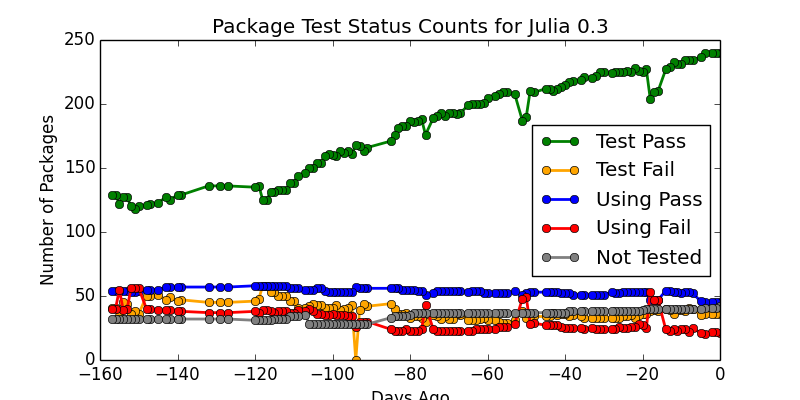 Package Test Status Counts for Julia 0.3
Number of Packages
250
200
150
100
50
0
Test Pass
Test Fail
Using Pass
Using Fail
Not Tested
−160 −140 −120 −100 −80 −60 −40 −20 0
Days Ago